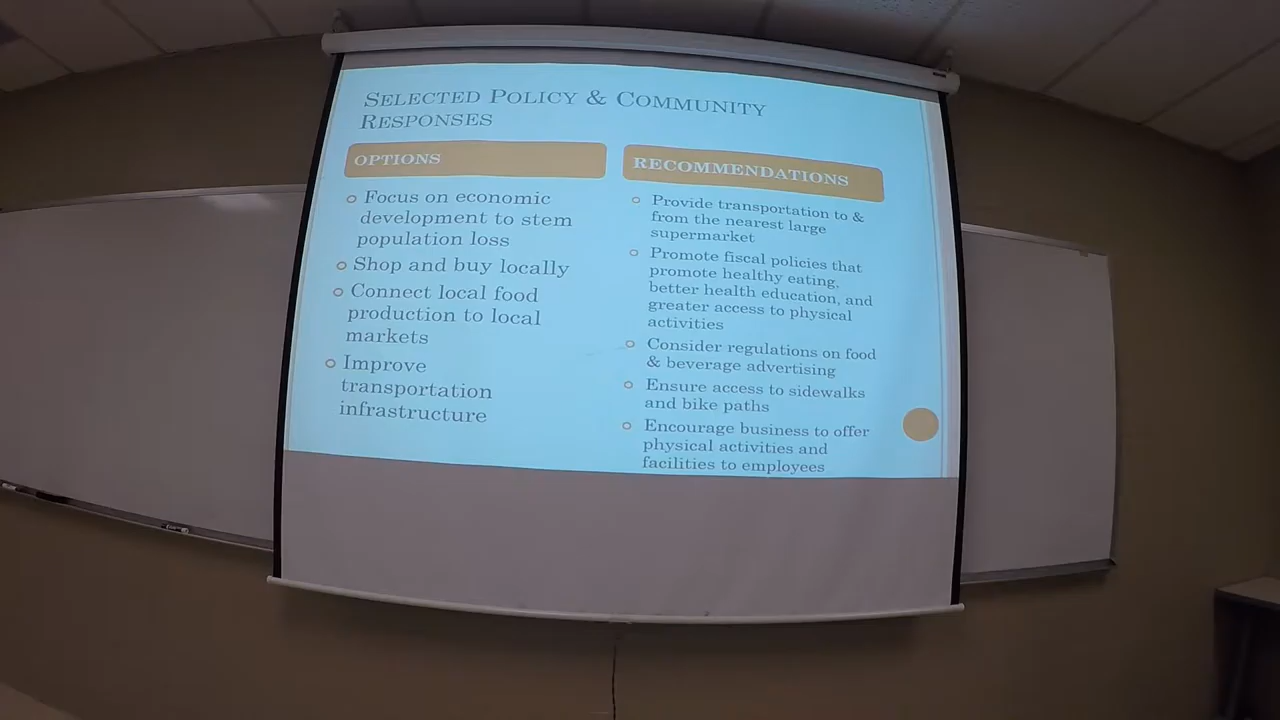 SELECTED POLICY & COMMUNITY
RESPONSES
OPTIONS
Focus on economic
development to stem
population loss
Shop and buy locally
Connect local food
production to local
markets
Improve
transportation
infrastructure
RECOMMENDATIONS
Provide transportation to &
from the nearest large
supermarket
Promote fiscal policies that
promote healthy eating,
better health education, and
greater access to physical
activities
Consider regulations on food
& beverage advertising
Ensure access to sidewalks
and bike paths
Encourage business to offer
physical activities and
facilities to employees